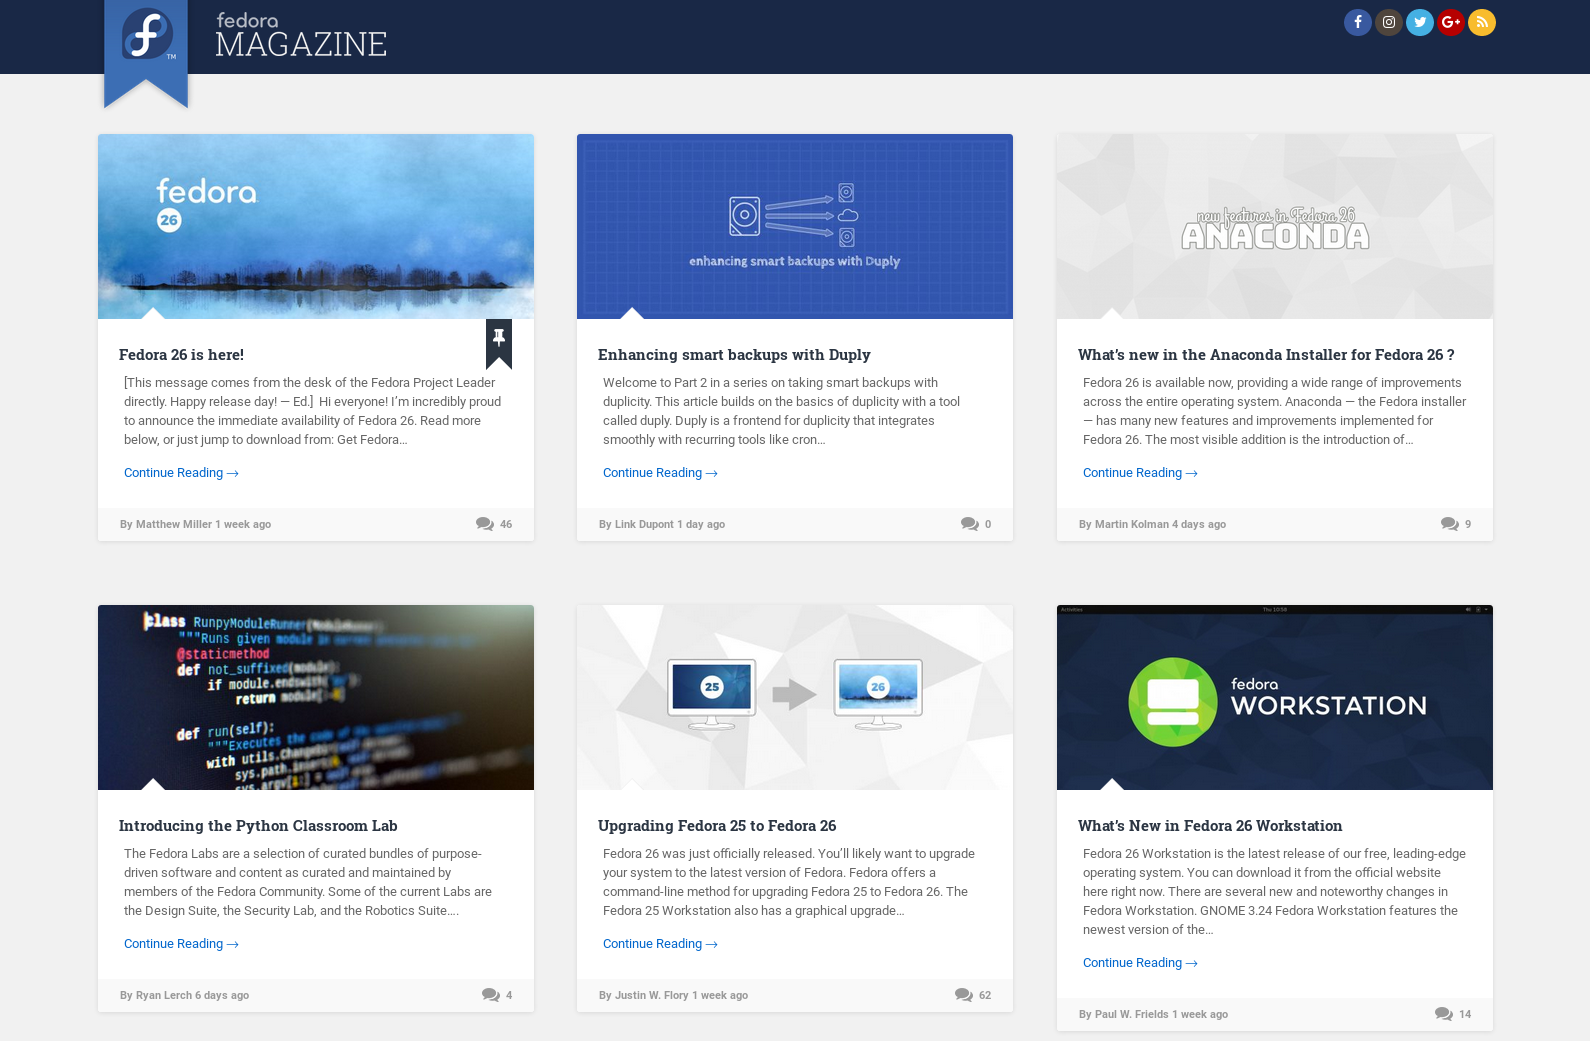 fedora
MAGAZINE
TM
fedora
26
Fedora 26 is here!
[This message comes from the desk of the Fedora Project Leader
directly. Happy release day! — Ed.]  Hi everyone! I’m incredibly proud
to announce the immediate availability of Fedora 26. Read more
below, or just jump to download from: Get Fedora…
Continue Reading →
By Matthew Miller 1 week ago
46
enhancing smart backups with Duply
Enhancing smart backups with Duply
Welcome to Part 2 in a series on taking smart backups with
duplicity. This article builds on the basics of duplicity with a tool
called duply. Duply is a frontend for duplicity that integrates
smoothly with recurring tools like cron…
Continue Reading →
By Link Dupont 1 day ago
0
new features in Fedora 26
ANACONDA
What’s new in the Anaconda Installer for Fedora 26 ?
Fedora 26 is available now, providing a wide range of improvements
across the entire operating system. Anaconda — the Fedora installer
— has many new features and improvements implemented for
Fedora 26. The most visible addition is the introduction of…
Continue Reading →
By Martin Kolman 4 days ago
9
class RunpyModuleRunner(ModuleRunner)
"""Runs given module in current
@staticmethod
def not_suffixed(module):
if module.endswith(
return module[:-4]
def run(self):
"""Executes the code of the
with utils.change
sys.path.insert(
sys.argv[
Introducing the Python Classroom Lab
The Fedora Labs are a selection of curated bundles of purpose-
driven software and content as curated and maintained by
members of the Fedora Community. Some of the current Labs are
the Design Suite, the Security Lab, and the Robotics Suite….
Continue Reading →
By Ryan Lerch 6 days ago
4
25
26
Upgrading Fedora 25 to Fedora 26
Fedora 26 was just officially released. You’ll likely want to upgrade
your system to the latest version of Fedora. Fedora offers a
command-line method for upgrading Fedora 25 to Fedora 26. The
Fedora 25 Workstation also has a graphical upgrade…
Continue Reading →
By Justin W. Flory 1 week ago
62
Activities
Thu 10:58
fedora
WORKSTATION
What’s New in Fedora 26 Workstation
Fedora 26 Workstation is the latest release of our free, leading-edge
operating system. You can download it from the official website
here right now. There are several new and noteworthy changes in
Fedora Workstation. GNOME 3.24 Fedora Workstation features the
newest version of the…
Continue Reading →
By Paul W. Frields 1 week ago
14